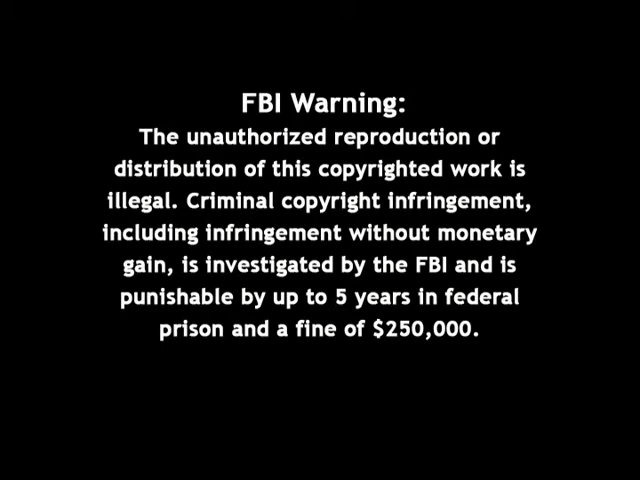 FBI Warning:
The unauthorized reproduction or
distribution of this copyrighted work is
illegal. Criminal copyright infringement,
including infringement without monetary
gain, is investigated by the FBI and is
punishable by up to 5 years in federal
prison and a fine of $250,000.